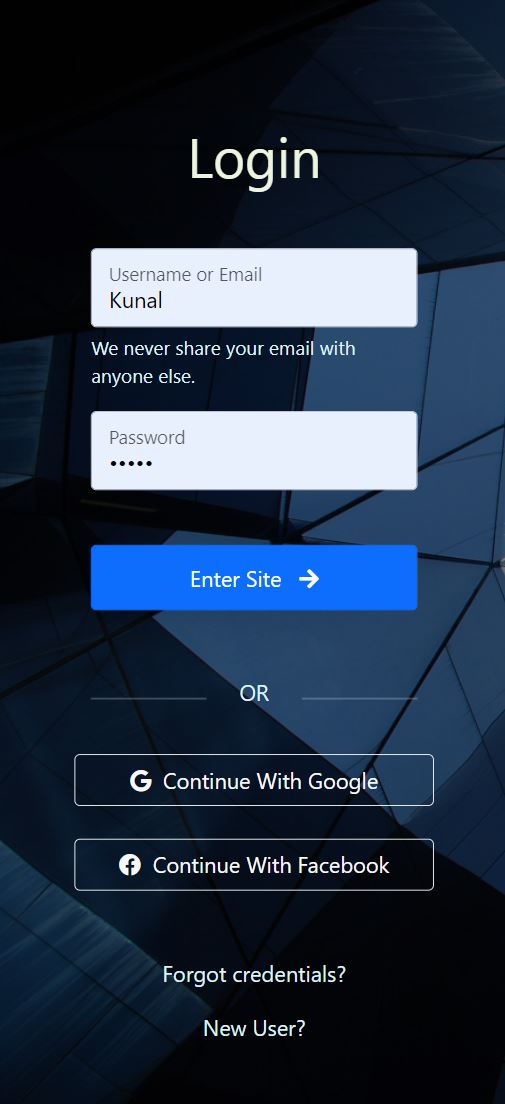 Login
Username or Email
Kunal
We never share your email with
anyone else.
Password
•••••
Enter Site
OR
Continue With Google
Continue With Facebook
Forgot credentials?
New User?